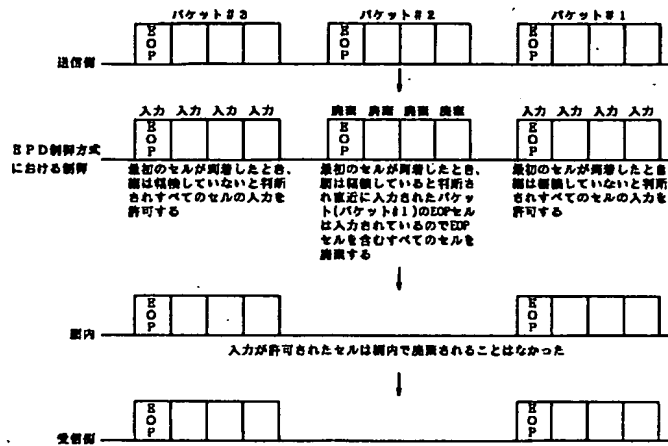 パケット#3 パケット#2 パケット#1
EOP EOP EOP
送信側
入力 入力 入力 入力 廃棄 廃棄 廃棄 廃棄 入力 入力 入力 入力
EOP EOP EOP
EPD制御方式
における制御
最初のセルが到着したとき、
網は輻輳していないと判断
されすべてのセルの入力を
許可する
最初のセルが到着したとき、
網は輻輳していると判断さ
れ直近に入力されたパケッ
ト(パケット#1)のEOPセル
は入力されているのでEOP
セルを含むすべてのセルを
廃棄する
最初のセルが到着したとき
網は輻輳していないと判断
されすべてのセルの入力を
許可する
EOP EOP
網内
入力が許可されたセルは網内で廃棄されることはなかった
EOP EOP
受信側